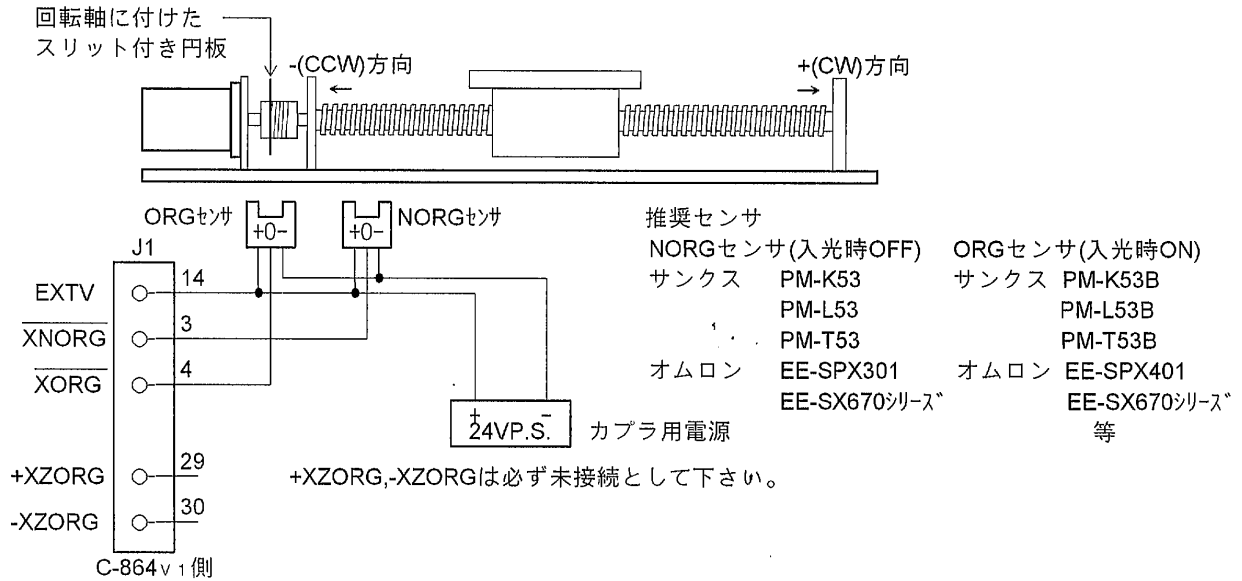 回転軸に付けた
スリット付き円板
-(CCW)方向
+(CW)方向
ORGセンサ
+O-
+O-
NORGセンサ
J1
EXTV
14
XNORG
3
XORG
4
+XZORG
29
-XZORG
30
C-864v1側
+ -
24VP.S.
カプラ用電源
+XZORG,-XZORGは必ず未接続として下さい。
推奨センサ
NORGセンサ(入光時OFF) ORGセンサ(入光時ON)
サンクス PM-K53 サンクス PM-K53B
PM-L53 PM-L53B
PM-T53 PM-T53B
オムロン EE-SPX301 オムロン EE-SPX401
EE-SX670シリーズ EE-SX670シリーズ
等